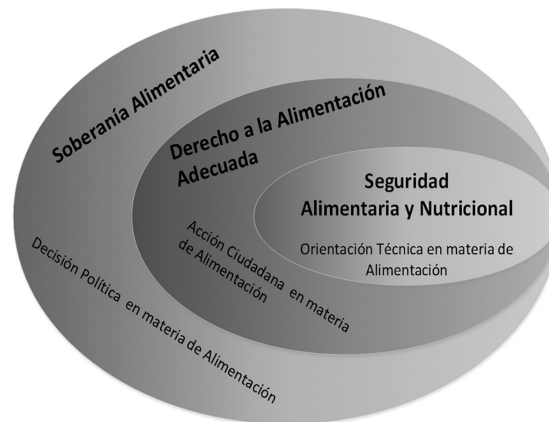 Soberanía Alimentaria
Derecho a la Alimentación
Adecuada
Seguridad
Alimentaria y Nutricional
Orientación Técnica en materia de
Alimentación
Acción Ciudadana en materia
de Alimentación
Decisión Política en materia de Alimentación